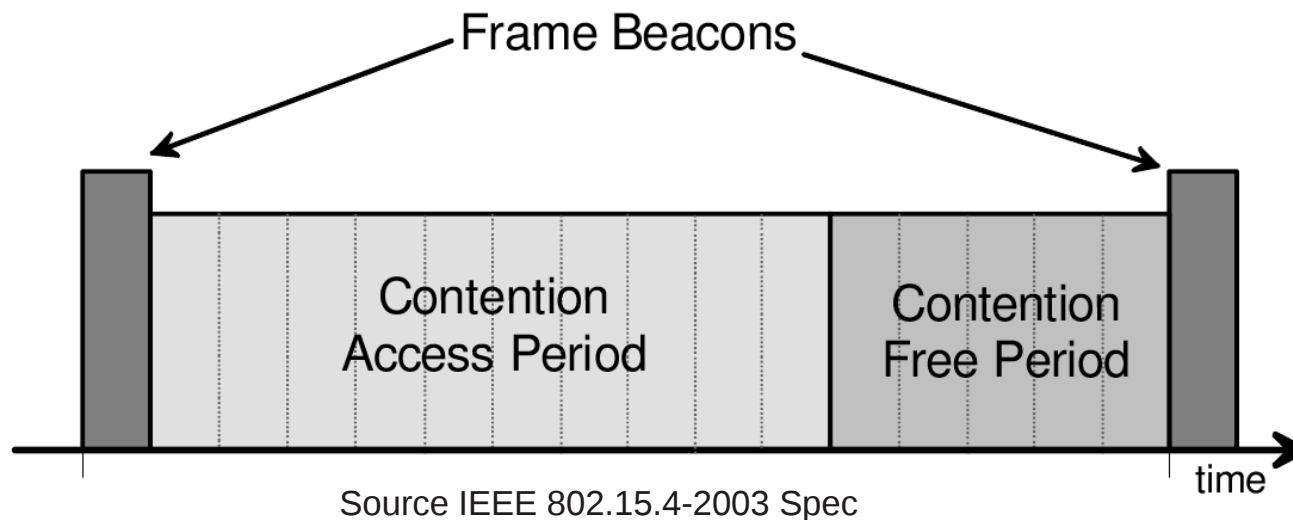 Frame Beacons
Contention
Access Period
Contention
Free Period
time
Source IEEE 802.15.4-2003 Spec